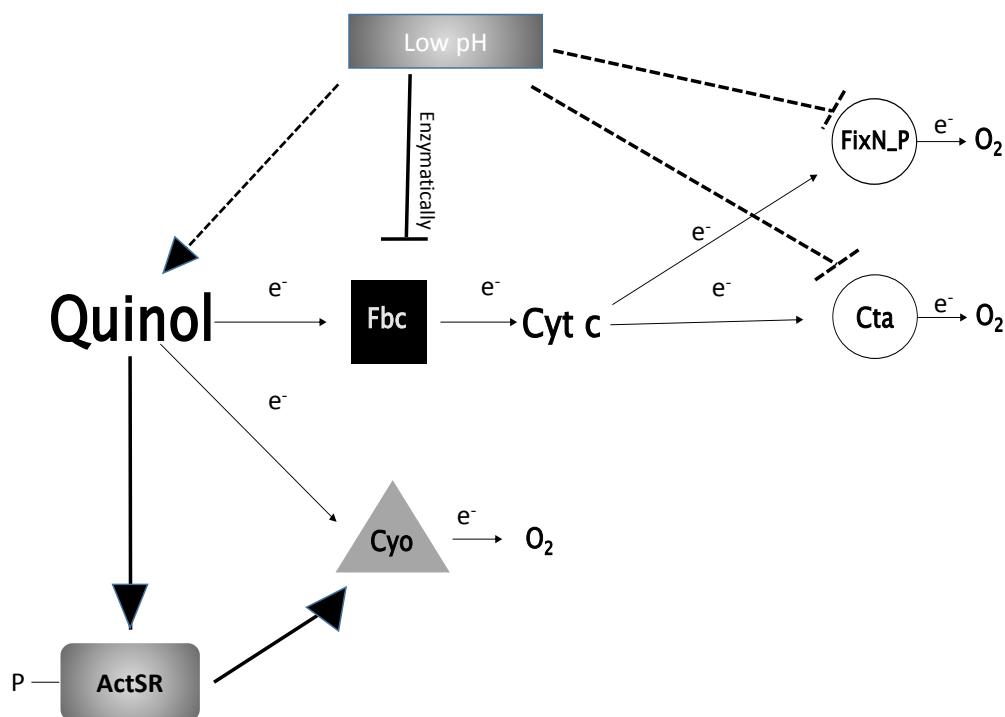 Low pH
Enzymatically
FixN_P
e-
O2
e-
e-
Quinol
e-
Fbc
e-
Cyt c
Cta
e-
O2
e-
Cyo
e-
O2
P
ActSR